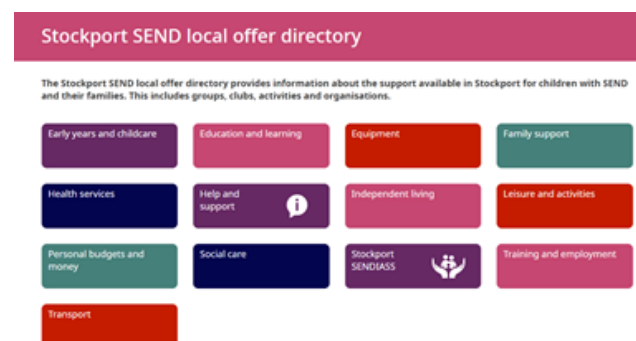 Stockport SEND local offer directory
The Stockport SEND local offer directory provides information about the support available in Stockport for children with SEND
and their families. This includes groups, clubs, activities and organisations.
Early years and childcare
Education and learning
Equipment
Family support
Health services
Help and
support
Independent living
Leisure and activities
Personal budgets and
money
Social care
Stockport
SENDIASS
Training and employment
Transport